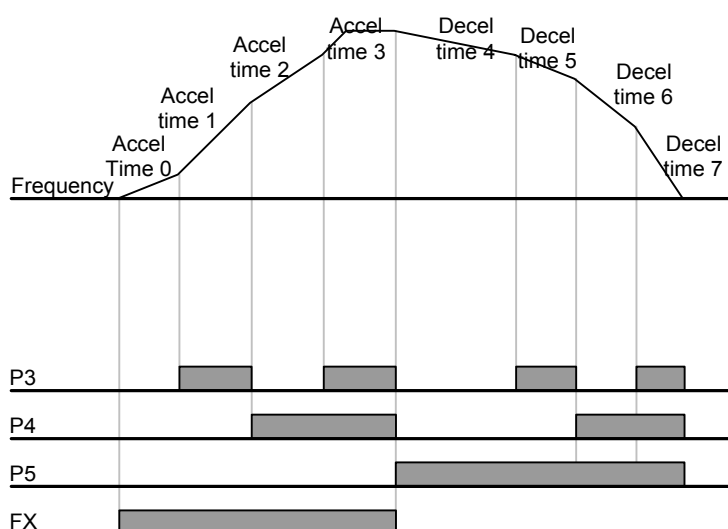 Accel
time 3
Decel
time 4
Decel
time 5
Accel
time 2
Decel
time 6
Accel
time 1
Accel
Time 0
Decel
time 7
Frequency
P3
P4
P5
FX